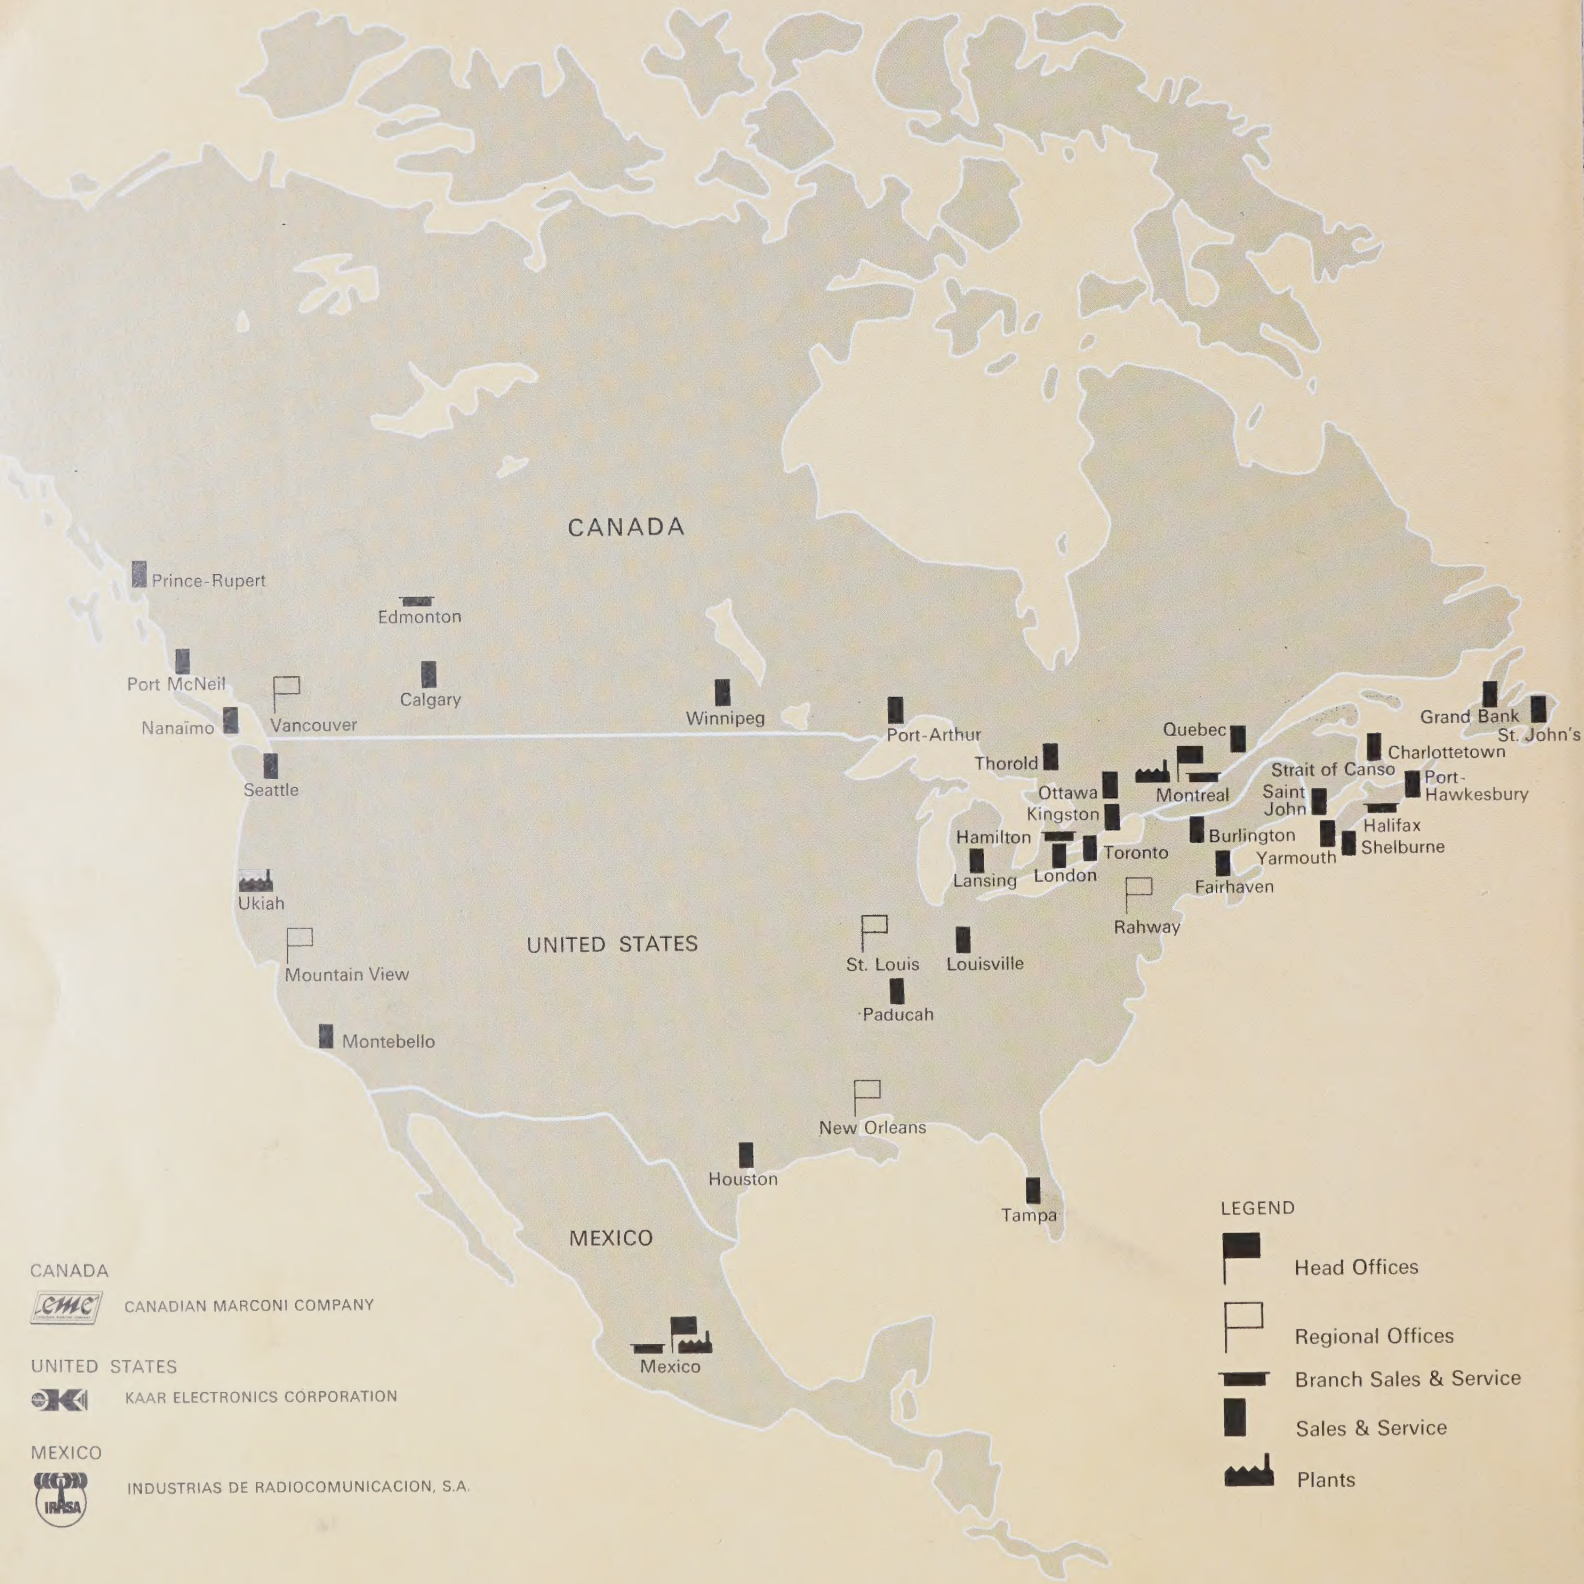 CANADA
Prince-Rupert
Edmonton
Port McNeil
Calgary
Winnipeg
Nanaïmo
Vancouver
Port-Arthur
Grand Bank
St. John's
Quebec
Charlottetown
Thorold
Strait of Canso
Port-
Hawkesbury
Seattle
Ottawa
Montreal
Saint
John
Kingston
Halifax
Hamilton
Burlington
Shelburne
Toronto
Yarmouth
Lansing
London
Fairhaven
Ukiah
Rahway
UNITED STATES
St. Louis
Louisville
Mountain View
Paducah
Montebello
New Orleans
Houston
Tampa
MEXICO
Mexico
LEGEND
Head Offices
Regional Offices
Branch Sales & Service
Sales & Service
Plants
CANADA
cmc
CANADIAN MARCONI COMPANY
UNITED STATES
K
KAAR ELECTRONICS CORPORATION
MEXICO
IRASA
INDUSTRIAS DE RADIOCOMUNICACION, S.A.